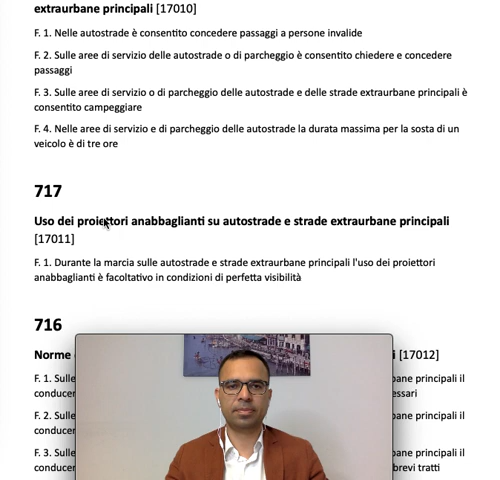 extraurbane principali [17010]
F. 1. Nelle autostrade è consentito concedere passaggi a persone invalide
F. 2. Sulle aree di servizio delle autostrade o di parcheggio è consentito chiedere e concedere
passaggi
F. 3. Sulle aree di servizio o di parcheggio delle autostrade e delle strade extraurbane principali è
consentito campeggiare
F. 4. Nelle aree di servizio e di parcheggio delle autostrade la durata massima per la sosta di un
veicolo è di tre ore
717
Uso dei proiettori anabbaglianti su autostrade e strade extraurbane principali
[17011]
F. 1. Durante la marcia sulle autostrade e strade extraurbane principali l'uso dei proiettori
anabbaglianti è facoltativo in condizioni di perfetta visibilità
716
Norme i [17012]
F. 1. Sulle bane principali il
conducen essari
F. 2. Sulle bane principali il
conducen
F. 3. Sulle bane principali il
conducen brevi tratti